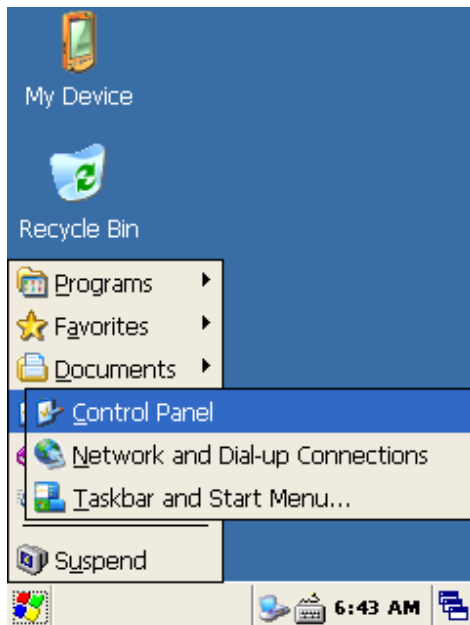 My Device
Recycle Bin
Programs
Favorites
Documents
Control Panel
Network and Dial-up Connections
Taskbar and Start Menu...
Suspend
6:43 AM